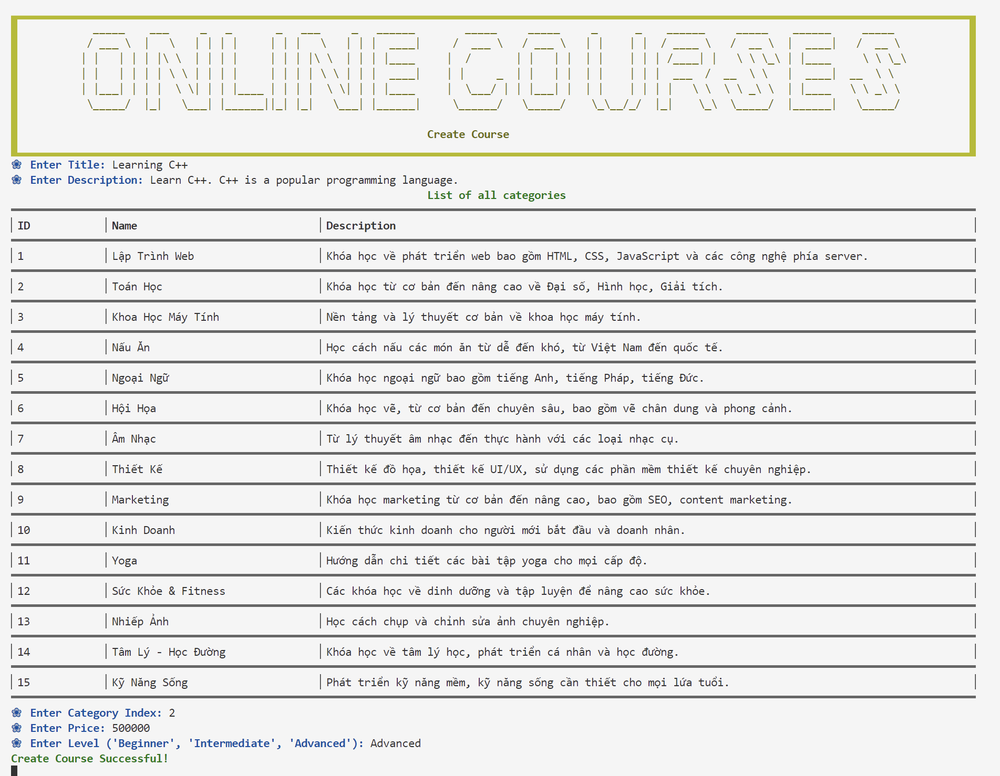 ONLINE COURSES
Create Course
❀ Enter Title: Learning C++
❀ Enter Description: Learn C++. C++ is a popular programming language.
List of all categories
ID Name Description
1 Lập Trình Web Khóa học về phát triển web bao gồm HTML, CSS, JavaScript và các công nghệ phía server.
2 Toán Học Khóa học từ cơ bản đến nâng cao về Đại số, Hình học, Giải tích.
3 Khoa Học Máy Tính Nền tảng và lý thuyết cơ bản về khoa học máy tính.
4 Nấu Ăn Học cách nấu các món ăn từ dễ đến khó, từ Việt Nam đến quốc tế.
5 Ngoại Ngữ Khóa học ngoại ngữ bao gồm tiếng Anh, tiếng Pháp, tiếng Đức.
6 Hội Họa Khóa học vẽ, từ cơ bản đến chuyên sâu, bao gồm vẽ chân dung và phong cảnh.
7 Âm Nhạc Từ lý thuyết âm nhạc đến thực hành với các loại nhạc cụ.
8 Thiết Kế Thiết kế đồ họa, thiết kế UI/UX, sử dụng các phần mềm thiết kế chuyên nghiệp.
9 Marketing Khóa học marketing từ cơ bản đến nâng cao, bao gồm SEO, content marketing.
10 Kinh Doanh Kiến thức kinh doanh cho người mới bắt đầu và doanh nhân.
11 Yoga Hướng dẫn chi tiết các bài tập yoga cho mọi cấp độ.
12 Sức Khỏe & Fitness Các khóa học về dinh dưỡng và tập luyện để nâng cao sức khỏe.
13 Nhiếp Ảnh Học cách chụp và chỉnh sửa ảnh chuyên nghiệp.
14 Tâm Lý - Học Đường Khóa học về tâm lý học, phát triển cá nhân và học đường.
15 Kỹ Năng Sống Phát triển kỹ năng mềm, kỹ năng sống cần thiết cho mọi lứa tuổi.
❀ Enter Category Index: 2
❀ Enter Price: 500000
❀ Enter Level ('Beginner', 'Intermediate', 'Advanced'): Advanced
Create Course Successful!